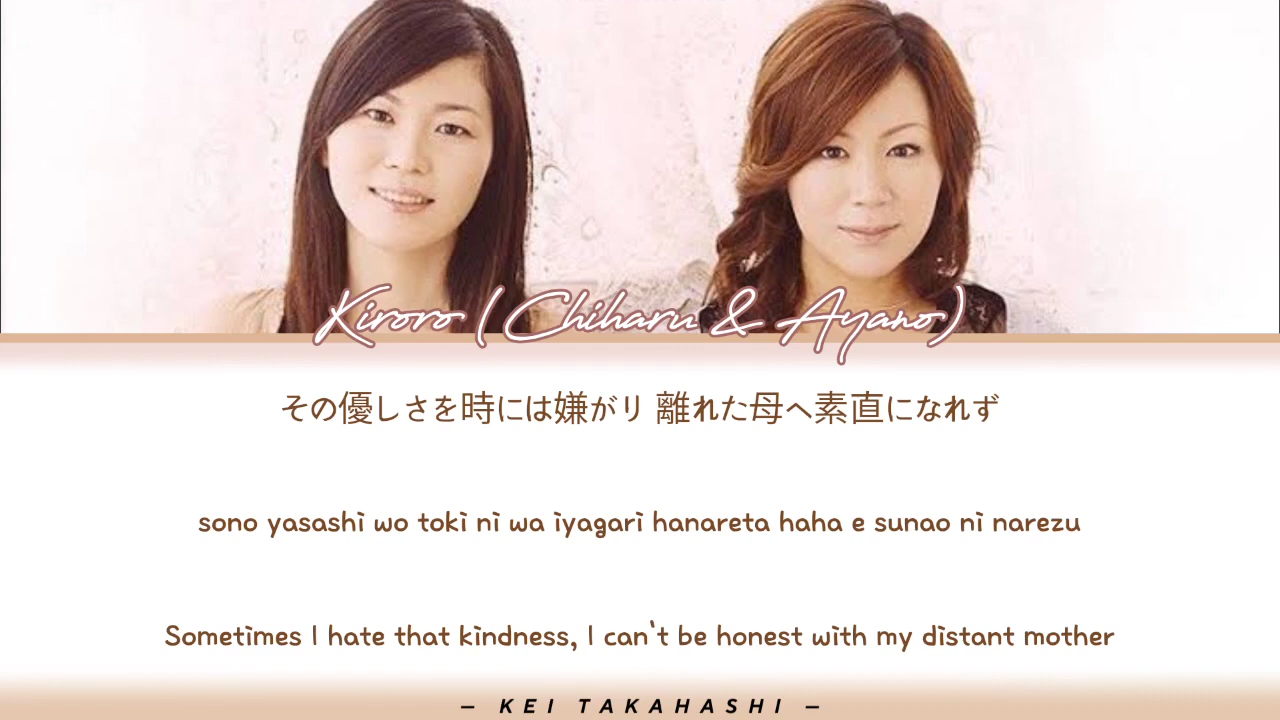 Kiroro ( Chiharu & Ayano )
その優しさを時には嫌がり 離れた母へ素直になれず
sono yasashi wo toki ni wa iyagari hanareta haha e sunao ni narezu
Sometimes I hate that kindness, I can't be honest with my distant mother
– KEI TAKAHASHI –